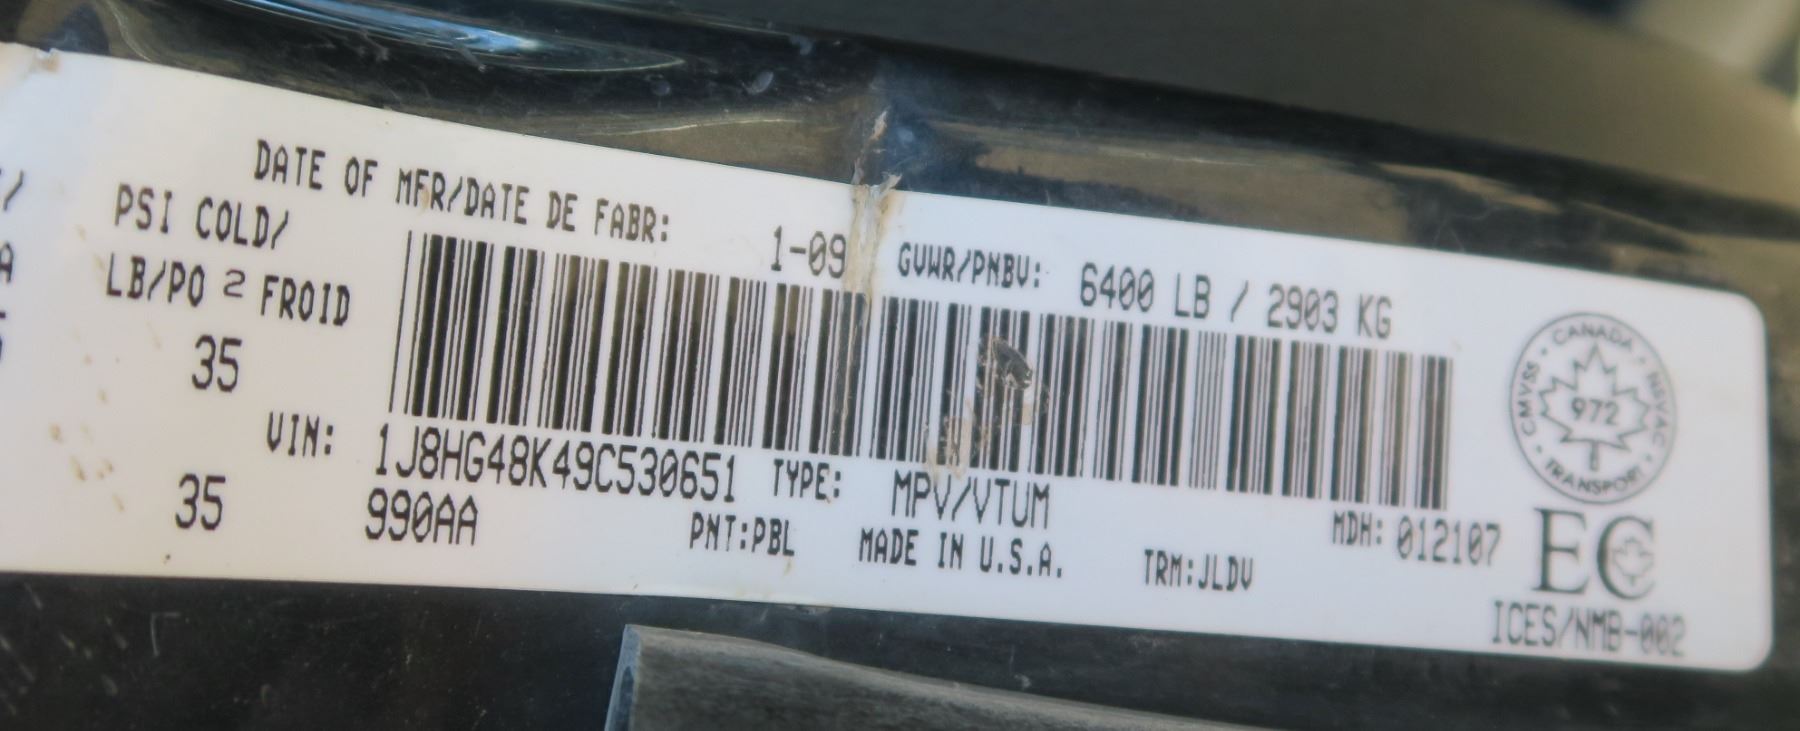 DATE OF MFR/DATE DE FABR: 1-09 GVWR/PNBV: 6400 LB / 2903 KG
PSI COLD/
LB/PO 2 FROID
35
35
VIN: 1J8HG48K49C530651 TYPE: MPV/VTUM
990AA PNT:PBL MADE IN U.S.A. TRM:JLDV MDH: 012107
CMVSS • CANADA • NSVAC • TRANSPORT •
972
EC
ICES/NMB-002